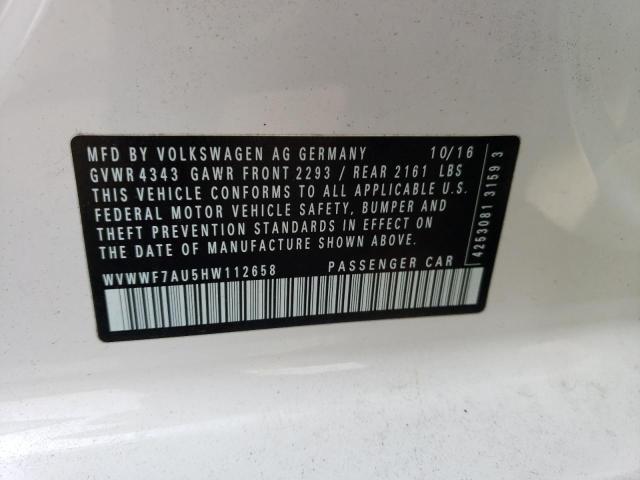 MFD BY VOLKSWAGEN AG GERMANY 10/16
GVWR 4343 GAWR FRONT 2293 / REAR 2161 LBS
THIS VEHICLE CONFORMS TO ALL APPLICABLE U.S.
FEDERAL MOTOR VEHICLE SAFETY, BUMPER AND
THEFT PREVENTION STANDARDS IN EFFECT ON
THE DATE OF MANUFACTURE SHOWN ABOVE.
WVWWF7AU5HW112658 PASSENGER CAR
4253081 3159 3